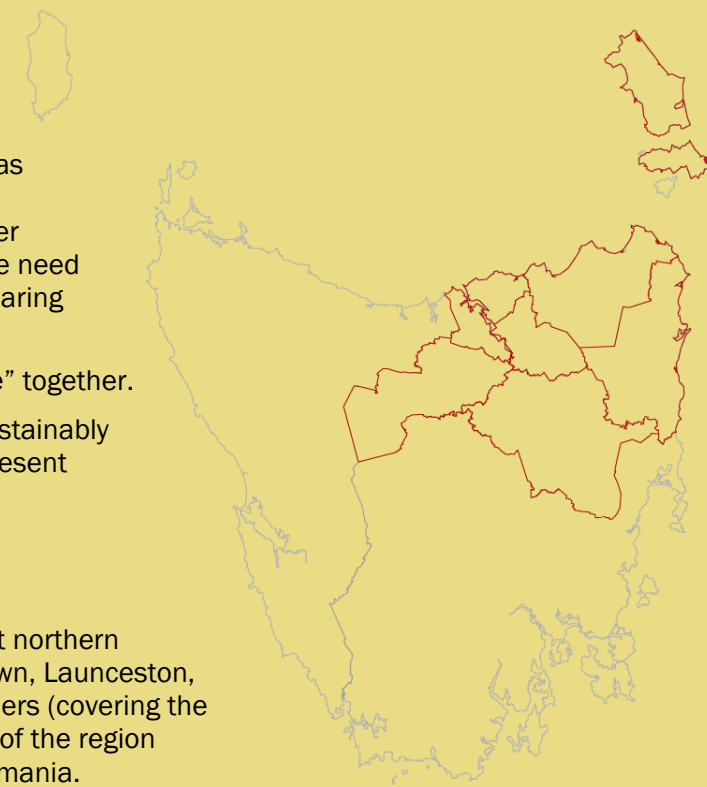 as
er
e need
aring
e” together.
stainably
esent
t northern
wn, Launceston,
ers (covering the
of the region
mania.